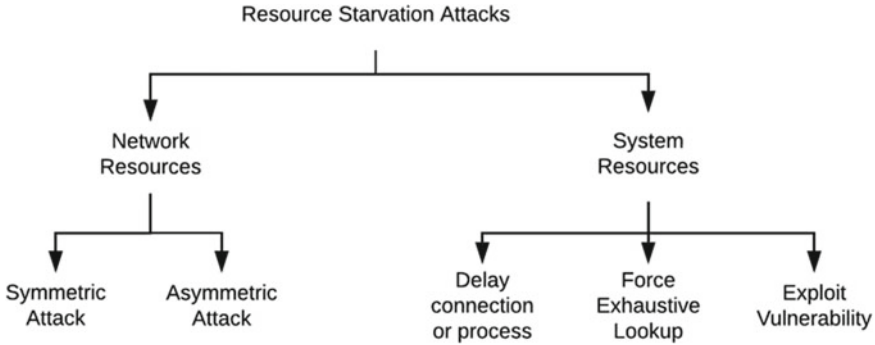 Resource Starvation Attacks
Network
Resources
System
Resources
Symmetric
Attack
Asymmetric
Attack
Delay
connection
or process
Force
Exhaustive
Lookup
Exploit
Vulnerability